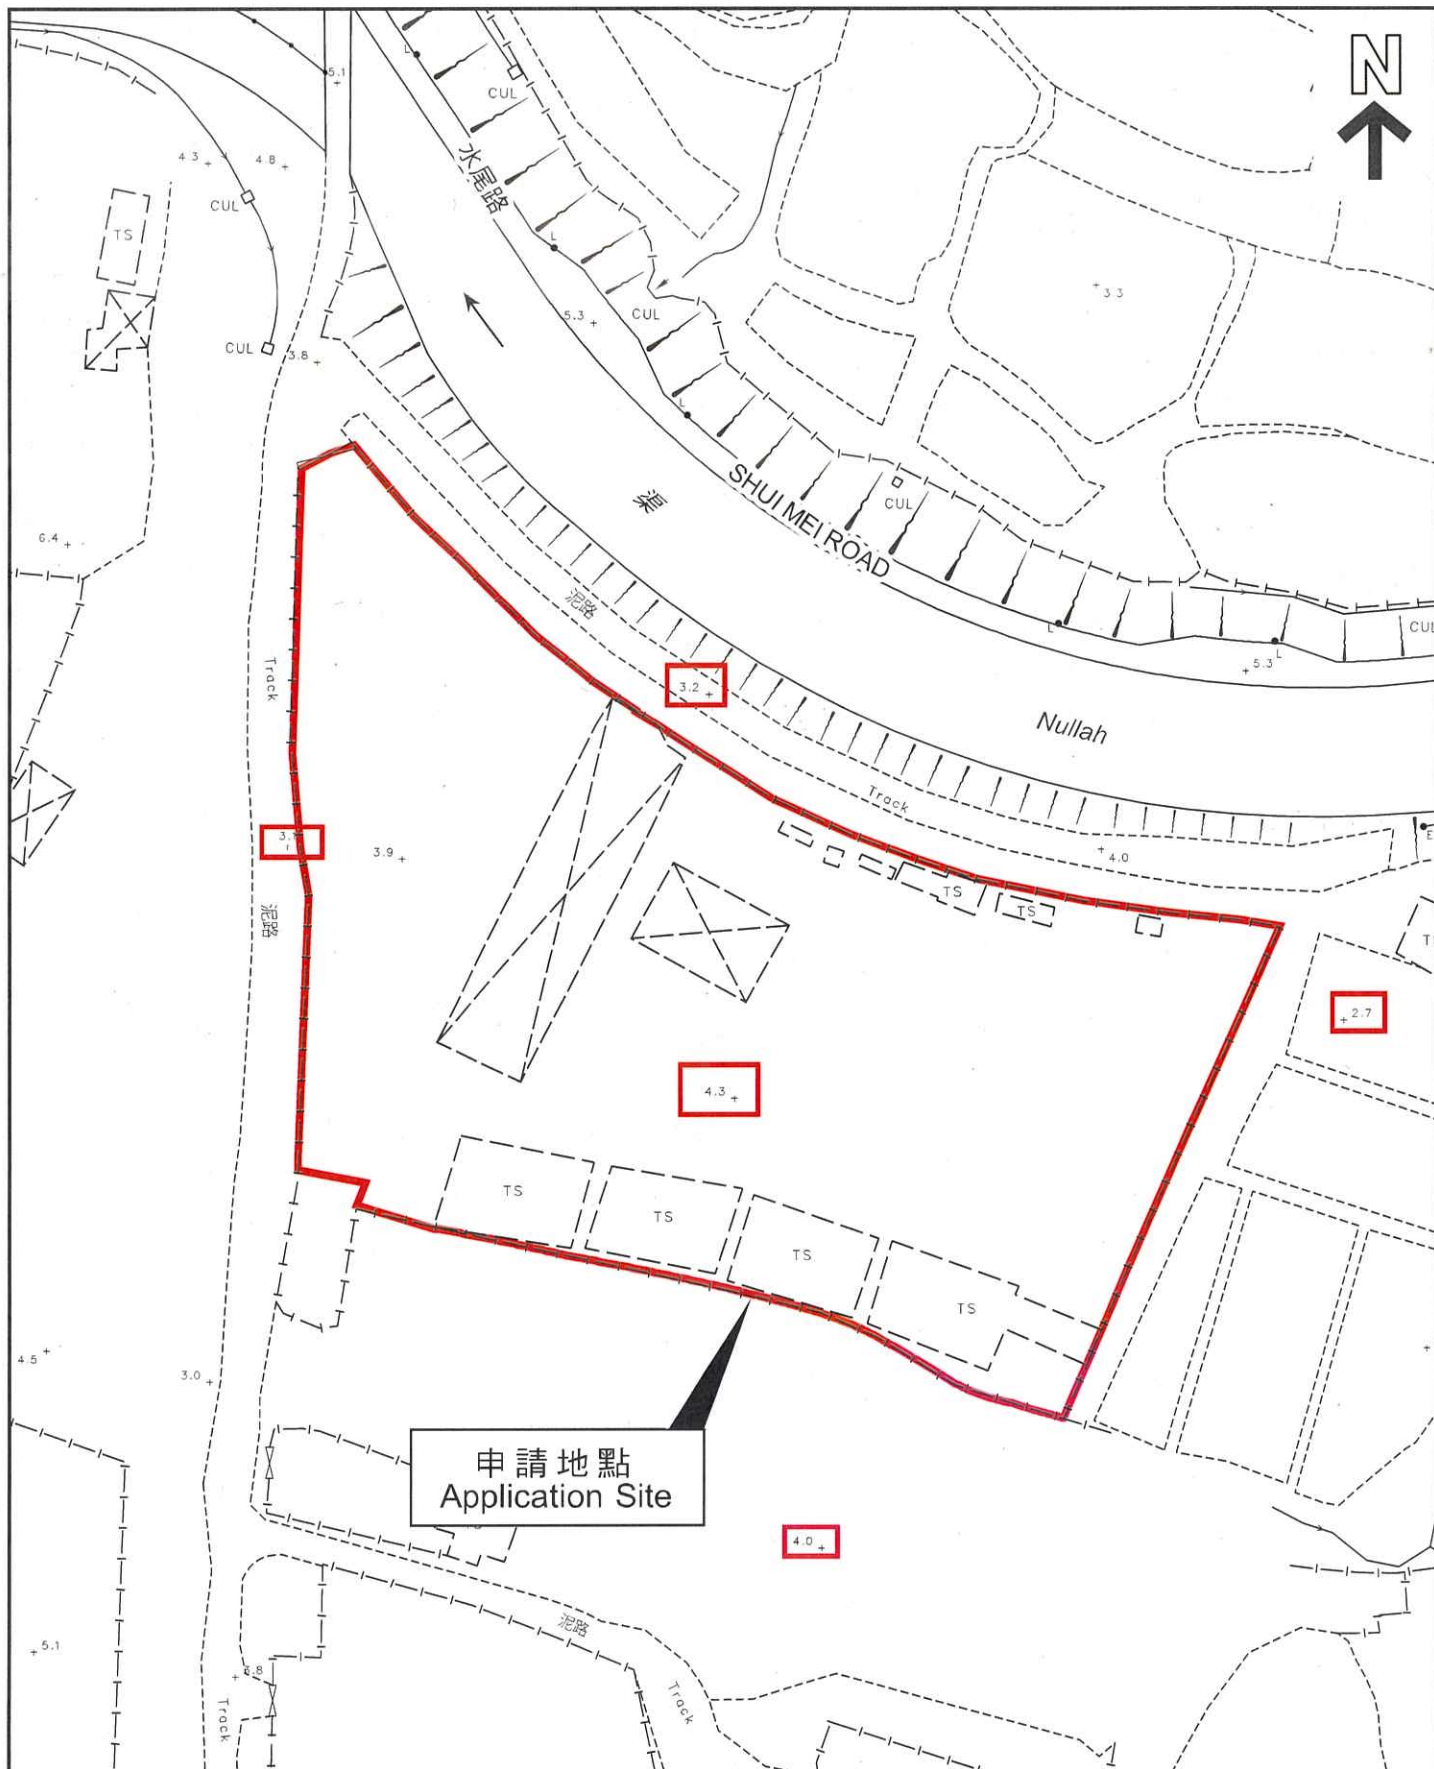 N
5.1
L
CUL
4.3
4.8
水尾路
CUL
TS
L
3.3
5.3
CUL
CUL
3.8
L
SHUI MEI ROAD
渠
CUL
6.4
泥路
L
CUL
L
Track
3.2
5.3
Nullah
Track
E
3.9
4.0
TS
TS
泥路
2.7
4.3
TS
TS
TS
TS
4.5
3.0
申請地點
Application Site
4.0
泥路
5.1
3.8
Track
Track